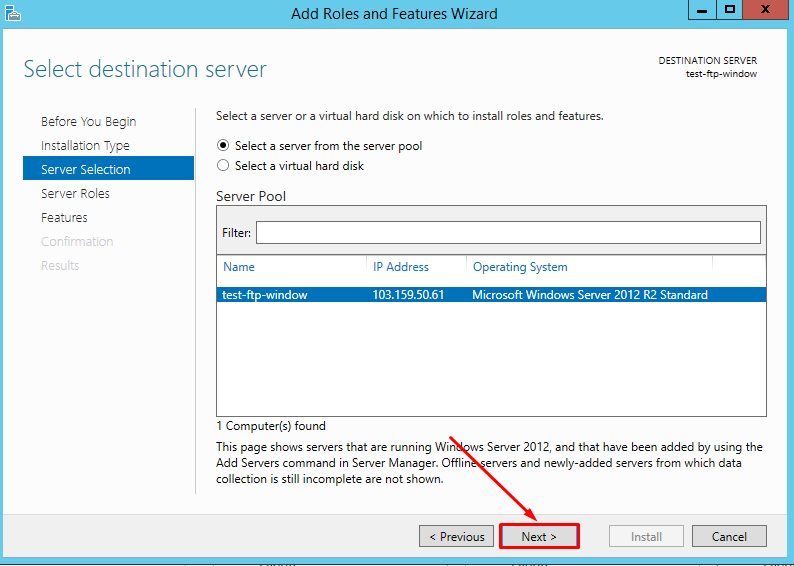 Add Roles and Features Wizard
Select destination server
DESTINATION SERVER
test-ftp-window
Before You Begin
Installation Type
Server Selection
Server Roles
Features
Confirmation
Results
Select a server or a virtual hard disk on which to install roles and features.
Select a server from the server pool
Select a virtual hard disk
Server Pool
Filter:
Name IP Address Operating System
test-ftp-window 103.159.50.61 Microsoft Windows Server 2012 R2 Standard
1 Computer(s) found
This page shows servers that are running Windows Server 2012, and that have been added by using the
Add Servers command in Server Manager. Offline servers and newly-added servers from which data
collection is still incomplete are not shown.
< Previous Next > Install Cancel